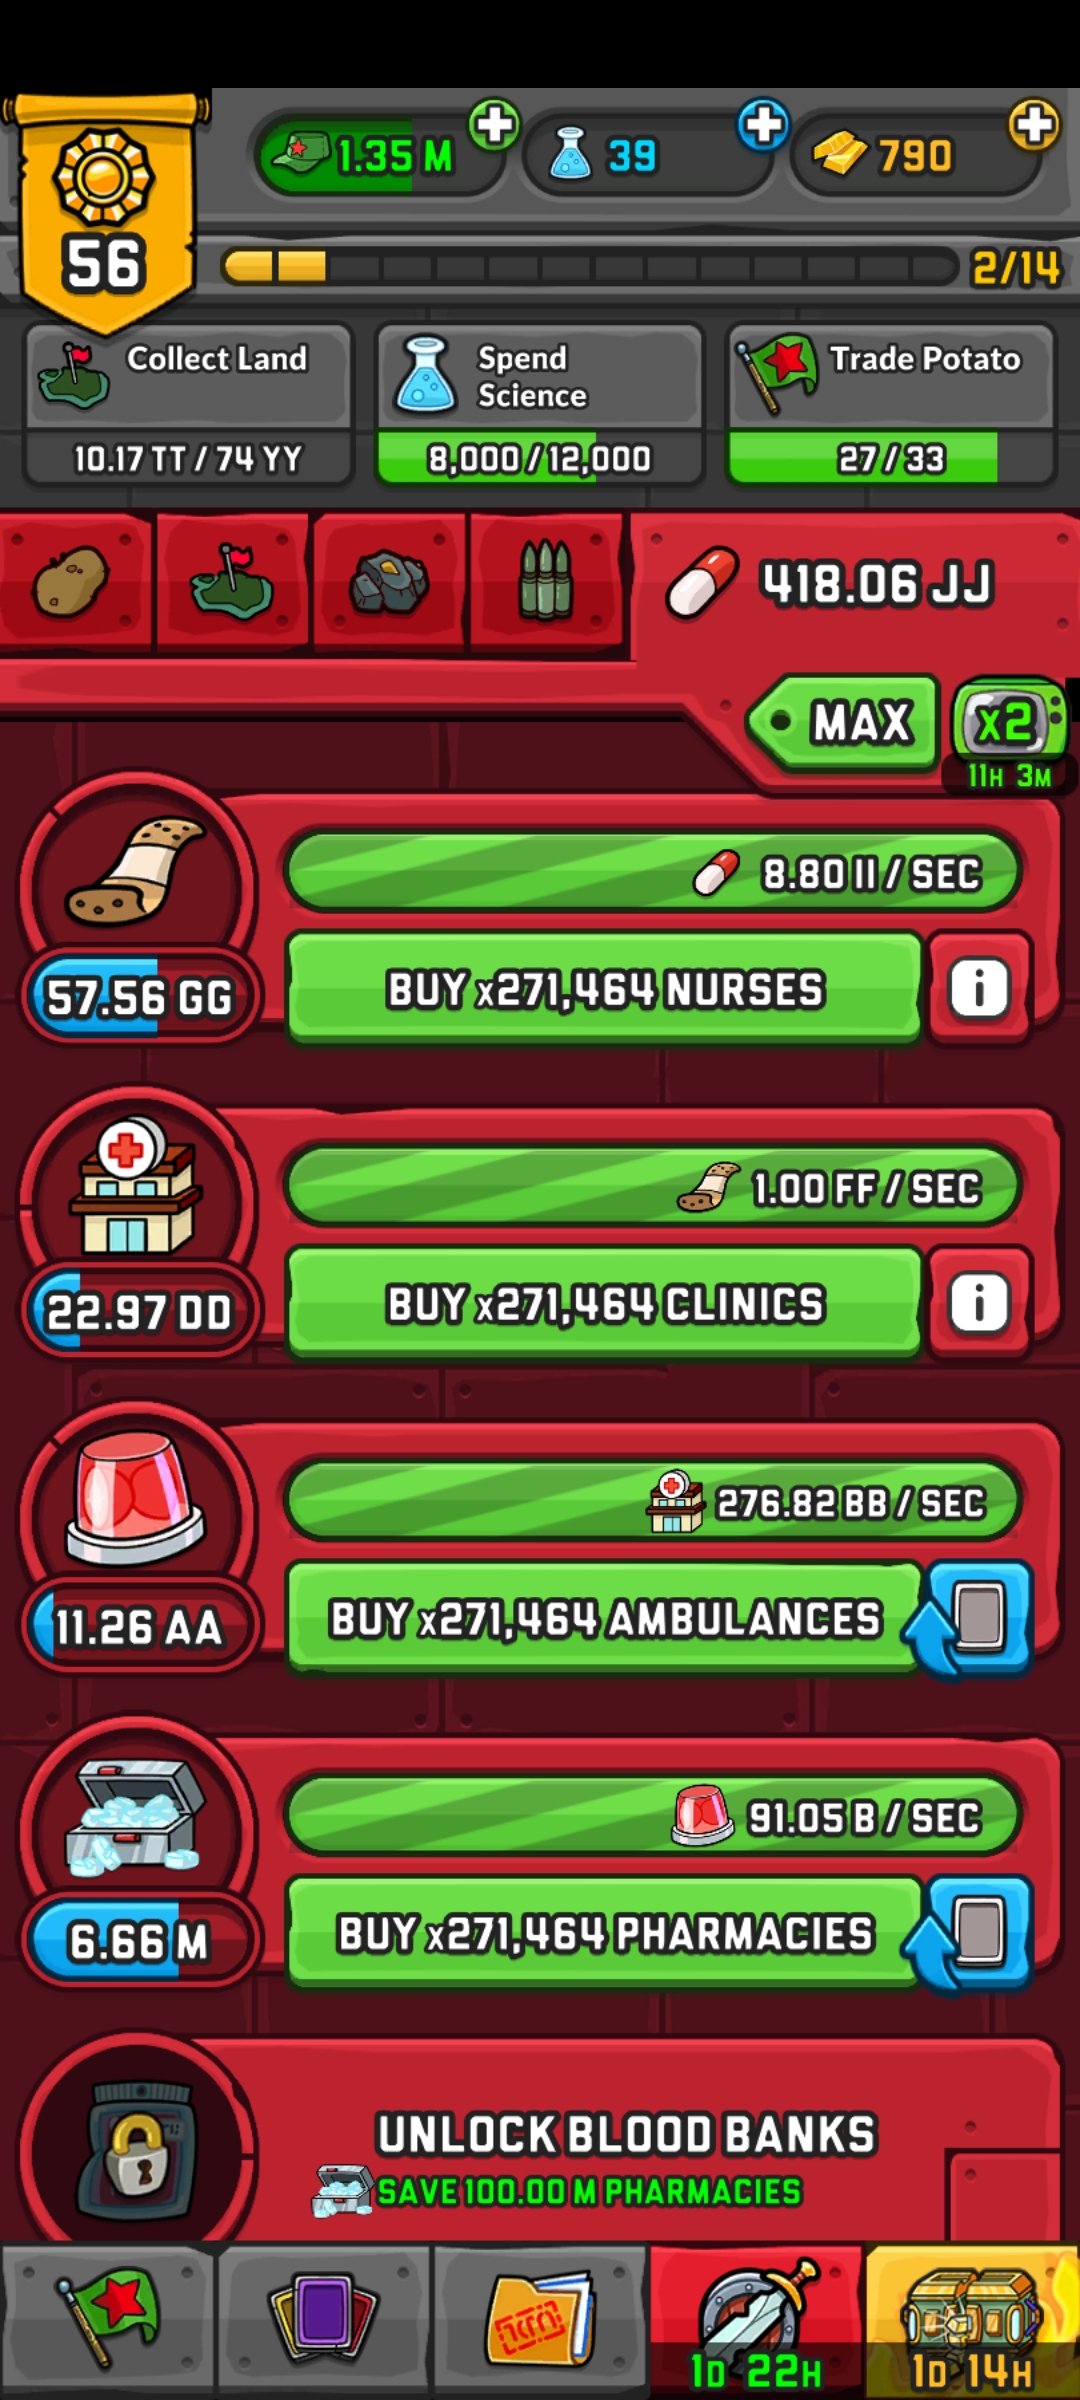 1.35 M
39
790
56
2/14
Collect Land
Spend
Science
Trade Potato
10.17 TT / 74 YY
8,000 / 12,000
27 / 33
418.06 JJ
MAX
x2
11H 3M
8.80 II / SEC
57.56 GG
BUY x271,464 NURSES
i
1.00 FF / SEC
22.97 DD
BUY x271,464 CLINICS
i
276.82 BB / SEC
11.26 AA
BUY x271,464 AMBULANCES
91.05 B / SEC
6.66 M
BUY x271,464 PHARMACIES
UNLOCK BLOOD BANKS
SAVE 100.00 M PHARMACIES
1D 22H
1D 14H